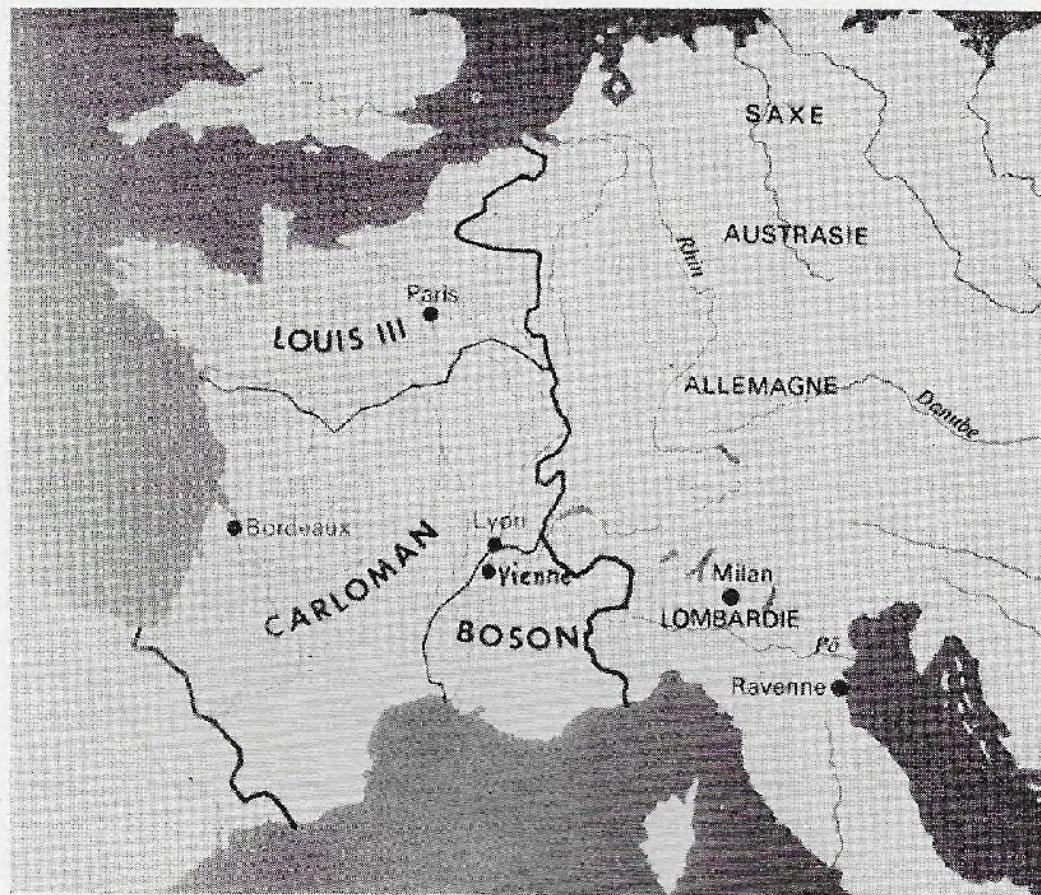 SAXE
AUSTRASIE
Rhin
Paris
LOUIS III
ALLEMAGNE
Danube
Bordeaux
Lyon
CARLOMAN
Vienne
Milan
BOSON
LOMBARDIE
Pô
Ravenne